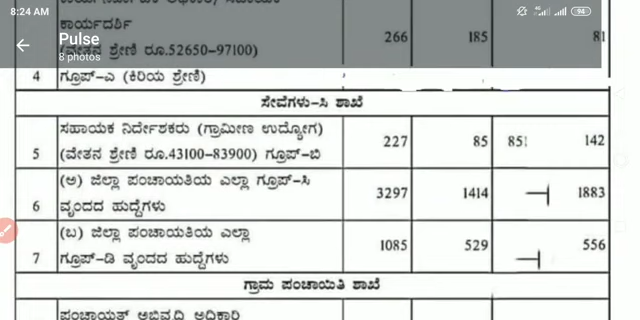 8:24 AM
94
Pulse
8 photos
ಕಾರ್ಯದರ್ಶಿ
(ವೇತನ ಶ್ರೇಣಿ ರೂ.52650-97100) 266 185 81
4 ಗ್ರೂಪ್-ಎ (ಕಿರಿಯ ಶ್ರೇಣಿ)
ಸೇವೆಗಳು-ಸಿ ಶಾಖೆ
ಸಹಾಯಕ ನಿರ್ದೇಶಕರು (ಗ್ರಾಮೀಣ ಉದ್ಯೋಗ)
5 (ವೇತನ ಶ್ರೇಣಿ ರೂ.43100-83900) ಗ್ರೂಪ್-ಬಿ 227 85 85 142
(ಅ) ಜಿಲ್ಲಾ ಪಂಚಾಯತಿಯ ಎಲ್ಲಾ ಗ್ರೂಪ್-ಸಿ
6 ವೃಂದದ ಹುದ್ದೆಗಳು 3297 1414 1883
(ಬ) ಜಿಲ್ಲಾ ಪಂಚಾಯತಿಯ ಎಲ್ಲಾ
7 ಗ್ರೂಪ್-ಡಿ ವೃಂದದ ಹುದ್ದೆಗಳು 1085 529 556
ಗ್ರಾಮ ಪಂಚಾಯಿತಿ ಶಾಖೆ
ಪಂಚಾಯತ್ ಅಭಿವೃದ್ಧಿ ಅಧಿಕಾರಿ